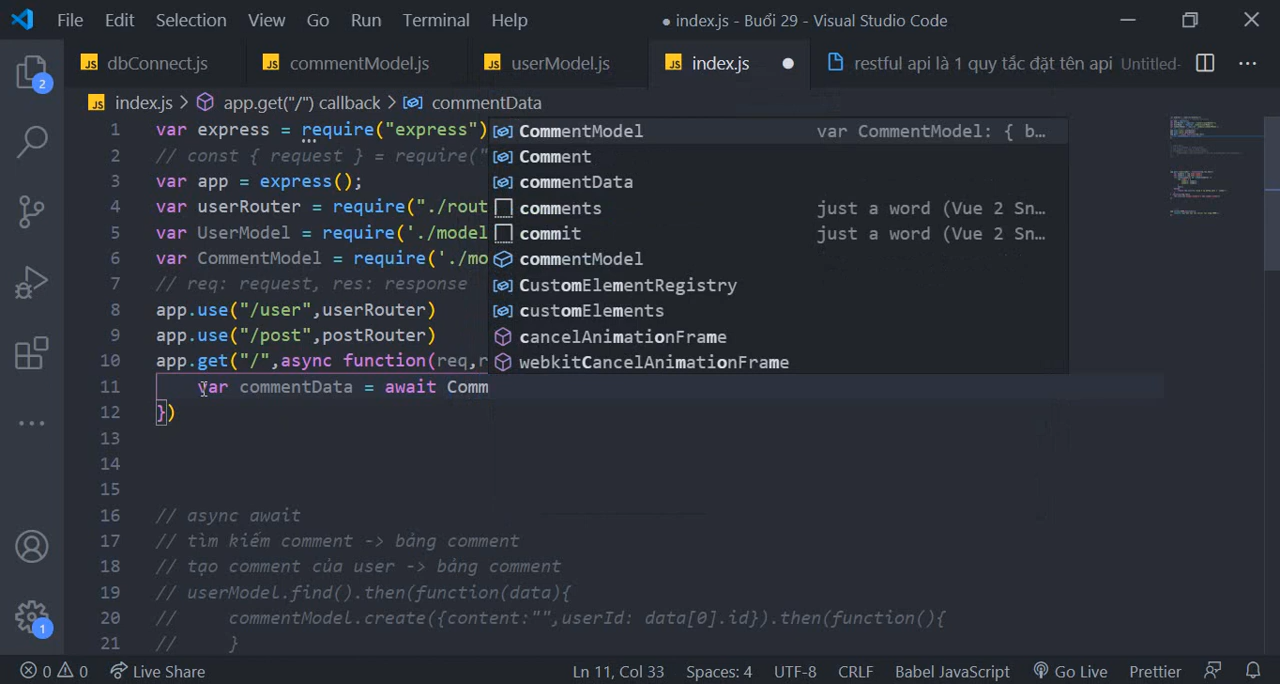 File Edit Selection View Go Run Terminal Help
● index.js - Buổi 29 - Visual Studio Code
JS dbConnect.js JS commentModel.js JS userModel.js JS index.js ● restful api là 1 quy tắc đặt tên api Untitled-
JS index.js > app.get("/") callback > commentData
1 var express = require("express")
2 // const { request } = require("
3 var app = express();
4 var userRouter = require("./rout
5 var UserModel = require('./model
6 var CommentModel = require('./mo
7 // req: request, res: response
8 app.use("/user",userRouter)
9 app.use("/post",postRouter)
10 app.get("/",async function(req,r
11 var commentData = await Comm
12 })
13
14
15
16 // async await
17 // tìm kiếm comment -> bảng comment
18 // tạo comment của user -> bảng comment
19 // userModel.find().then(function(data){
20 // commentModel.create({content:"",userId: data[0].id}).then(function(){
21 // }
CommentModel var CommentModel: { b…
Comment
commentData
comments just a word (Vue 2 Sn…
commit just a word (Vue 2 Sn…
commentModel
CustomElementRegistry
customElements
cancelAnimationFrame
webkitCancelAnimationFrame
2
1
0 0 Live Share Ln 11, Col 33 Spaces: 4 UTF-8 CRLF Babel JavaScript Go Live Prettier